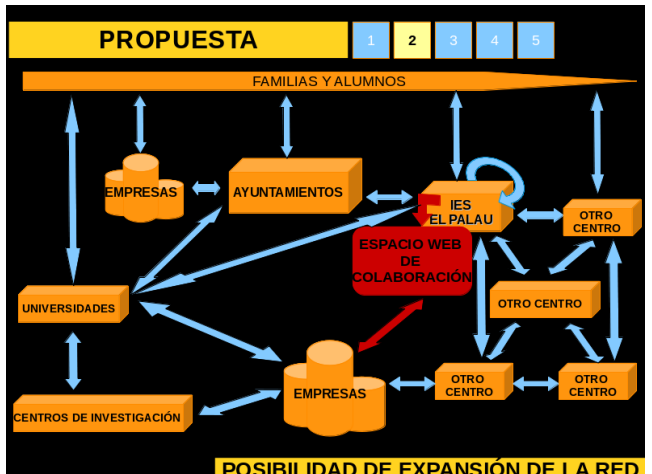 PROPUESTA
1 2 3 4 5
FAMILIAS Y ALUMNOS
EMPRESAS
AYUNTAMIENTOS
IES
EL PALAU
OTRO
CENTRO
ESPACIO WEB
DE
COLABORACIÓN
UNIVERSIDADES
OTRO CENTRO
EMPRESAS
OTRO
CENTRO
OTRO
CENTRO
CENTROS DE INVESTIGACIÓN
POSIBILIDAD DE EXPANSIÓN DE LA RED